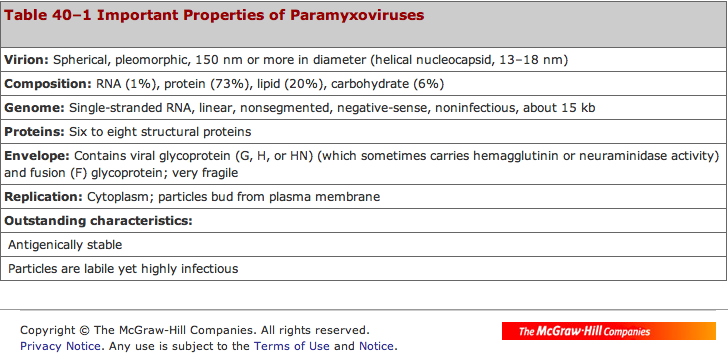 Table 40–1 Important Properties of Paramyxoviruses
Virion: Spherical, pleomorphic, 150 nm or more in diameter (helical nucleocapsid, 13–18 nm)
Composition: RNA (1%), protein (73%), lipid (20%), carbohydrate (6%)
Genome: Single-stranded RNA, linear, nonsegmented, negative-sense, noninfectious, about 15 kb
Proteins: Six to eight structural proteins
Envelope: Contains viral glycoprotein (G, H, or HN) (which sometimes carries hemagglutinin or neuraminidase activity)
and fusion (F) glycoprotein; very fragile
Replication: Cytoplasm; particles bud from plasma membrane
Outstanding characteristics:
Antigenically stable
Particles are labile yet highly infectious
Copyright © The McGraw-Hill Companies. All rights reserved.
Privacy Notice. Any use is subject to the Terms of Use and Notice.
The McGraw·Hill Companies